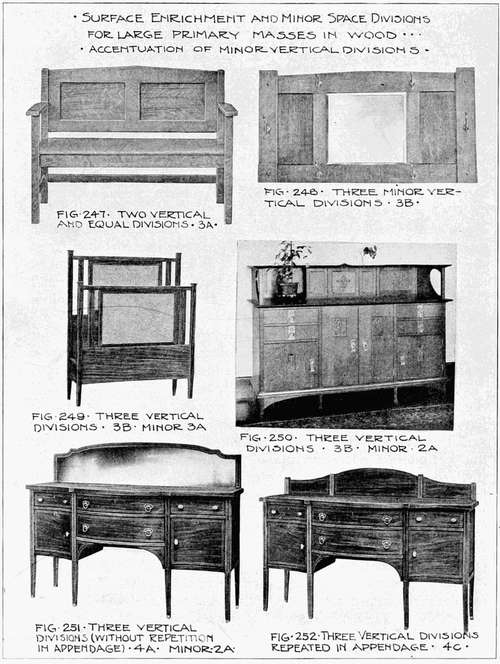 · SURFACE ENRICHMENT AND MINOR SPACE DIVISIONS
FOR LARGE PRIMARY MASSES IN WOOD ···
· ACCENTUATION OF MINOR VERTICAL DIVISIONS ·
FIG· 247· TWO VERTICAL
AND EQUAL DIVISIONS · 3A·
FIG· 248· THREE MINOR VER-
TICAL DIVISIONS · 3B·
FIG· 249· THREE VERTICAL
DIVISIONS · 3B· MINOR 3A
FIG· 250· THREE VERTICAL
DIVISIONS · 3B· MINOR· 2A
FIG· 251· THREE VERTICAL
DIVISIONS (WITHOUT REPETITION
IN APPENDAGE) · 4A· MINOR·2A·
FIG· 252·THREE VERTICAL DIVISIONS
REPEATED IN APPENDAGE · 4C·